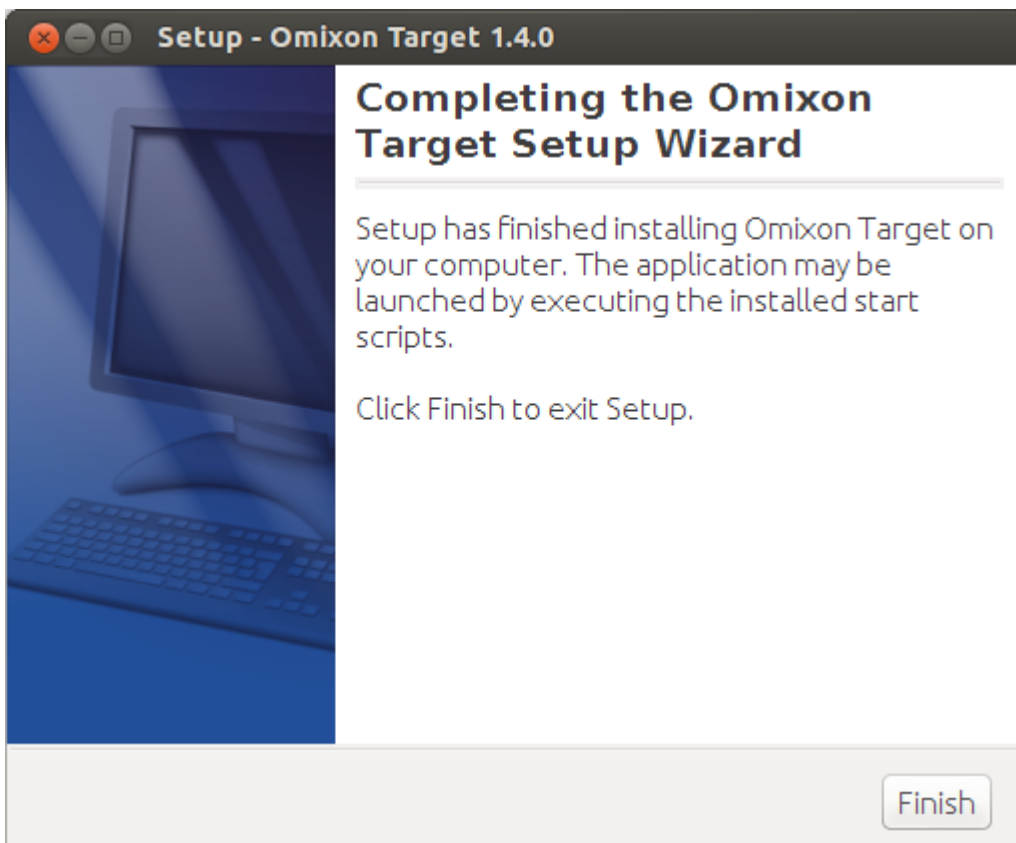 Setup - Omixon Target 1.4.0
Completing the Omixon
Target Setup Wizard
Setup has finished installing Omixon Target on
your computer. The application may be
launched by executing the installed start
scripts.
Click Finish to exit Setup.
Finish